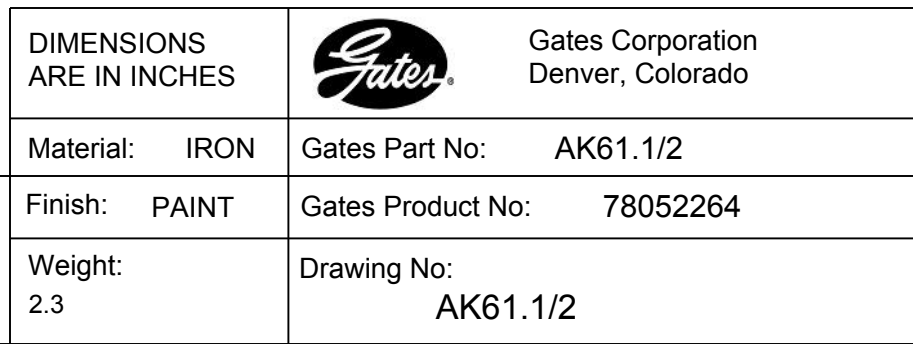 DIMENSIONS
ARE IN INCHES
Gates®
Gates Corporation
Denver, Colorado
Material: IRON
Gates Part No: AK61.1/2
Finish: PAINT
Gates Product No: 78052264
Weight:
2.3
Drawing No:
AK61.1/2